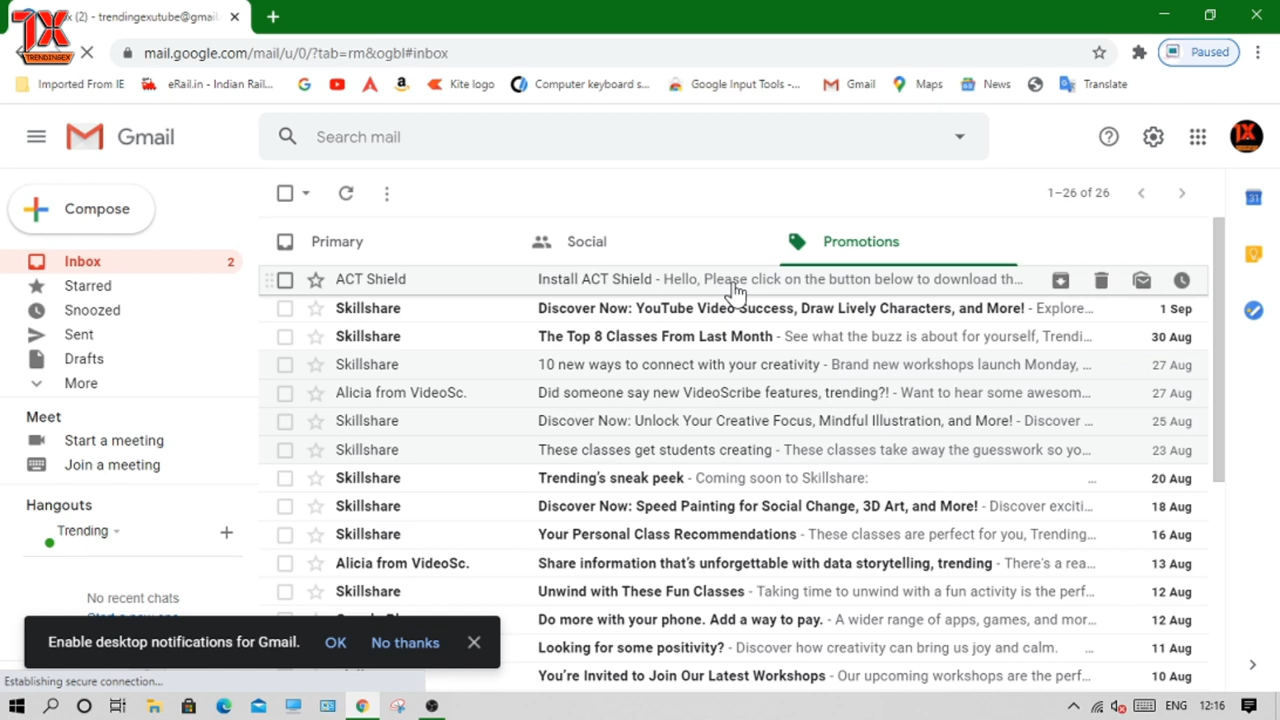 (2) - trendingexutube@gmail
TX
TRENDINGEX
mail.google.com/mail/u/0/?tab=rm&ogbl#inbox
Paused
Imported From IE
eRail.in - Indian Rail...
Kite logo
Computer keyboard s...
Google Input Tools -...
Gmail
Maps
News
Translate
Gmail
Search mail
Compose
1–26 of 26
Primary
Social
Promotions
Inbox 2
Starred
Snoozed
Sent
Drafts
More
Meet
Start a meeting
Join a meeting
Hangouts
Trending
No recent chats
ACT Shield Install ACT Shield - Hello, Please click on the button below to download th...
Skillshare Discover Now: YouTube Video Success, Draw Lively Characters, and More! - Explore... 1 Sep
Skillshare The Top 8 Classes From Last Month - See what the buzz is about for yourself, Trendi... 30 Aug
Skillshare 10 new ways to connect with your creativity - Brand new workshops launch Monday, ... 27 Aug
Alicia from VideoSc. Did someone say new VideoScribe features, trending?! - Want to hear some awesom... 27 Aug
Skillshare Discover Now: Unlock Your Creative Focus, Mindful Illustration, and More! - Discover ... 25 Aug
Skillshare These classes get students creating - These classes take away the guesswork so yo... 23 Aug
Skillshare Trending's sneak peek - Coming soon to Skillshare: ... 20 Aug
Skillshare Discover Now: Speed Painting for Social Change, 3D Art, and More! - Discover exciti... 18 Aug
Skillshare Your Personal Class Recommendations - These classes are perfect for you, Trending... 16 Aug
Alicia from VideoSc. Share information that's unforgettable with data storytelling, trending - There's a rea... 13 Aug
Skillshare Unwind with These Fun Classes - Taking time to unwind with a fun activity is the perf... 12 Aug
Do more with your phone. Add a way to pay. - A wider range of apps, games, and mor... 12 Aug
Looking for some positivity? - Discover how creativity can bring us joy and calm. ... 11 Aug
You're Invited to Join Our Latest Workshops - Our upcoming workshops are the perf... 10 Aug
Enable desktop notifications for Gmail. OK No thanks
Establishing secure connection...
ENG 12:16